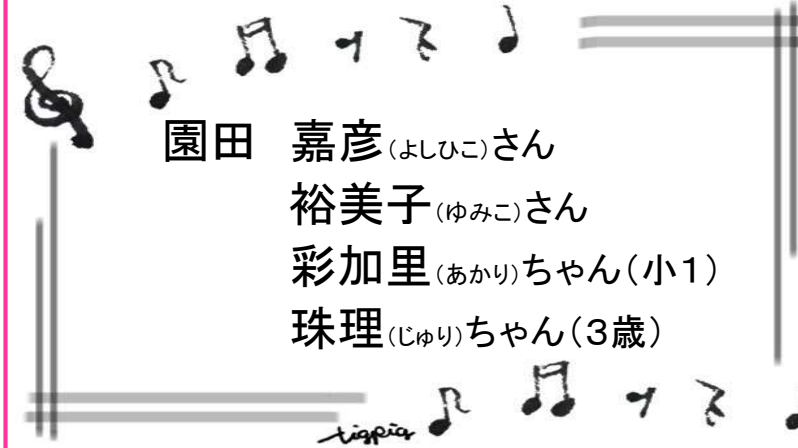 園田　嘉彦（よしひこ）さん
裕美子（ゆみこ）さん
彩加里（あかり）ちゃん（小１）
珠理（じゅり）ちゃん（３歳）
tigpig